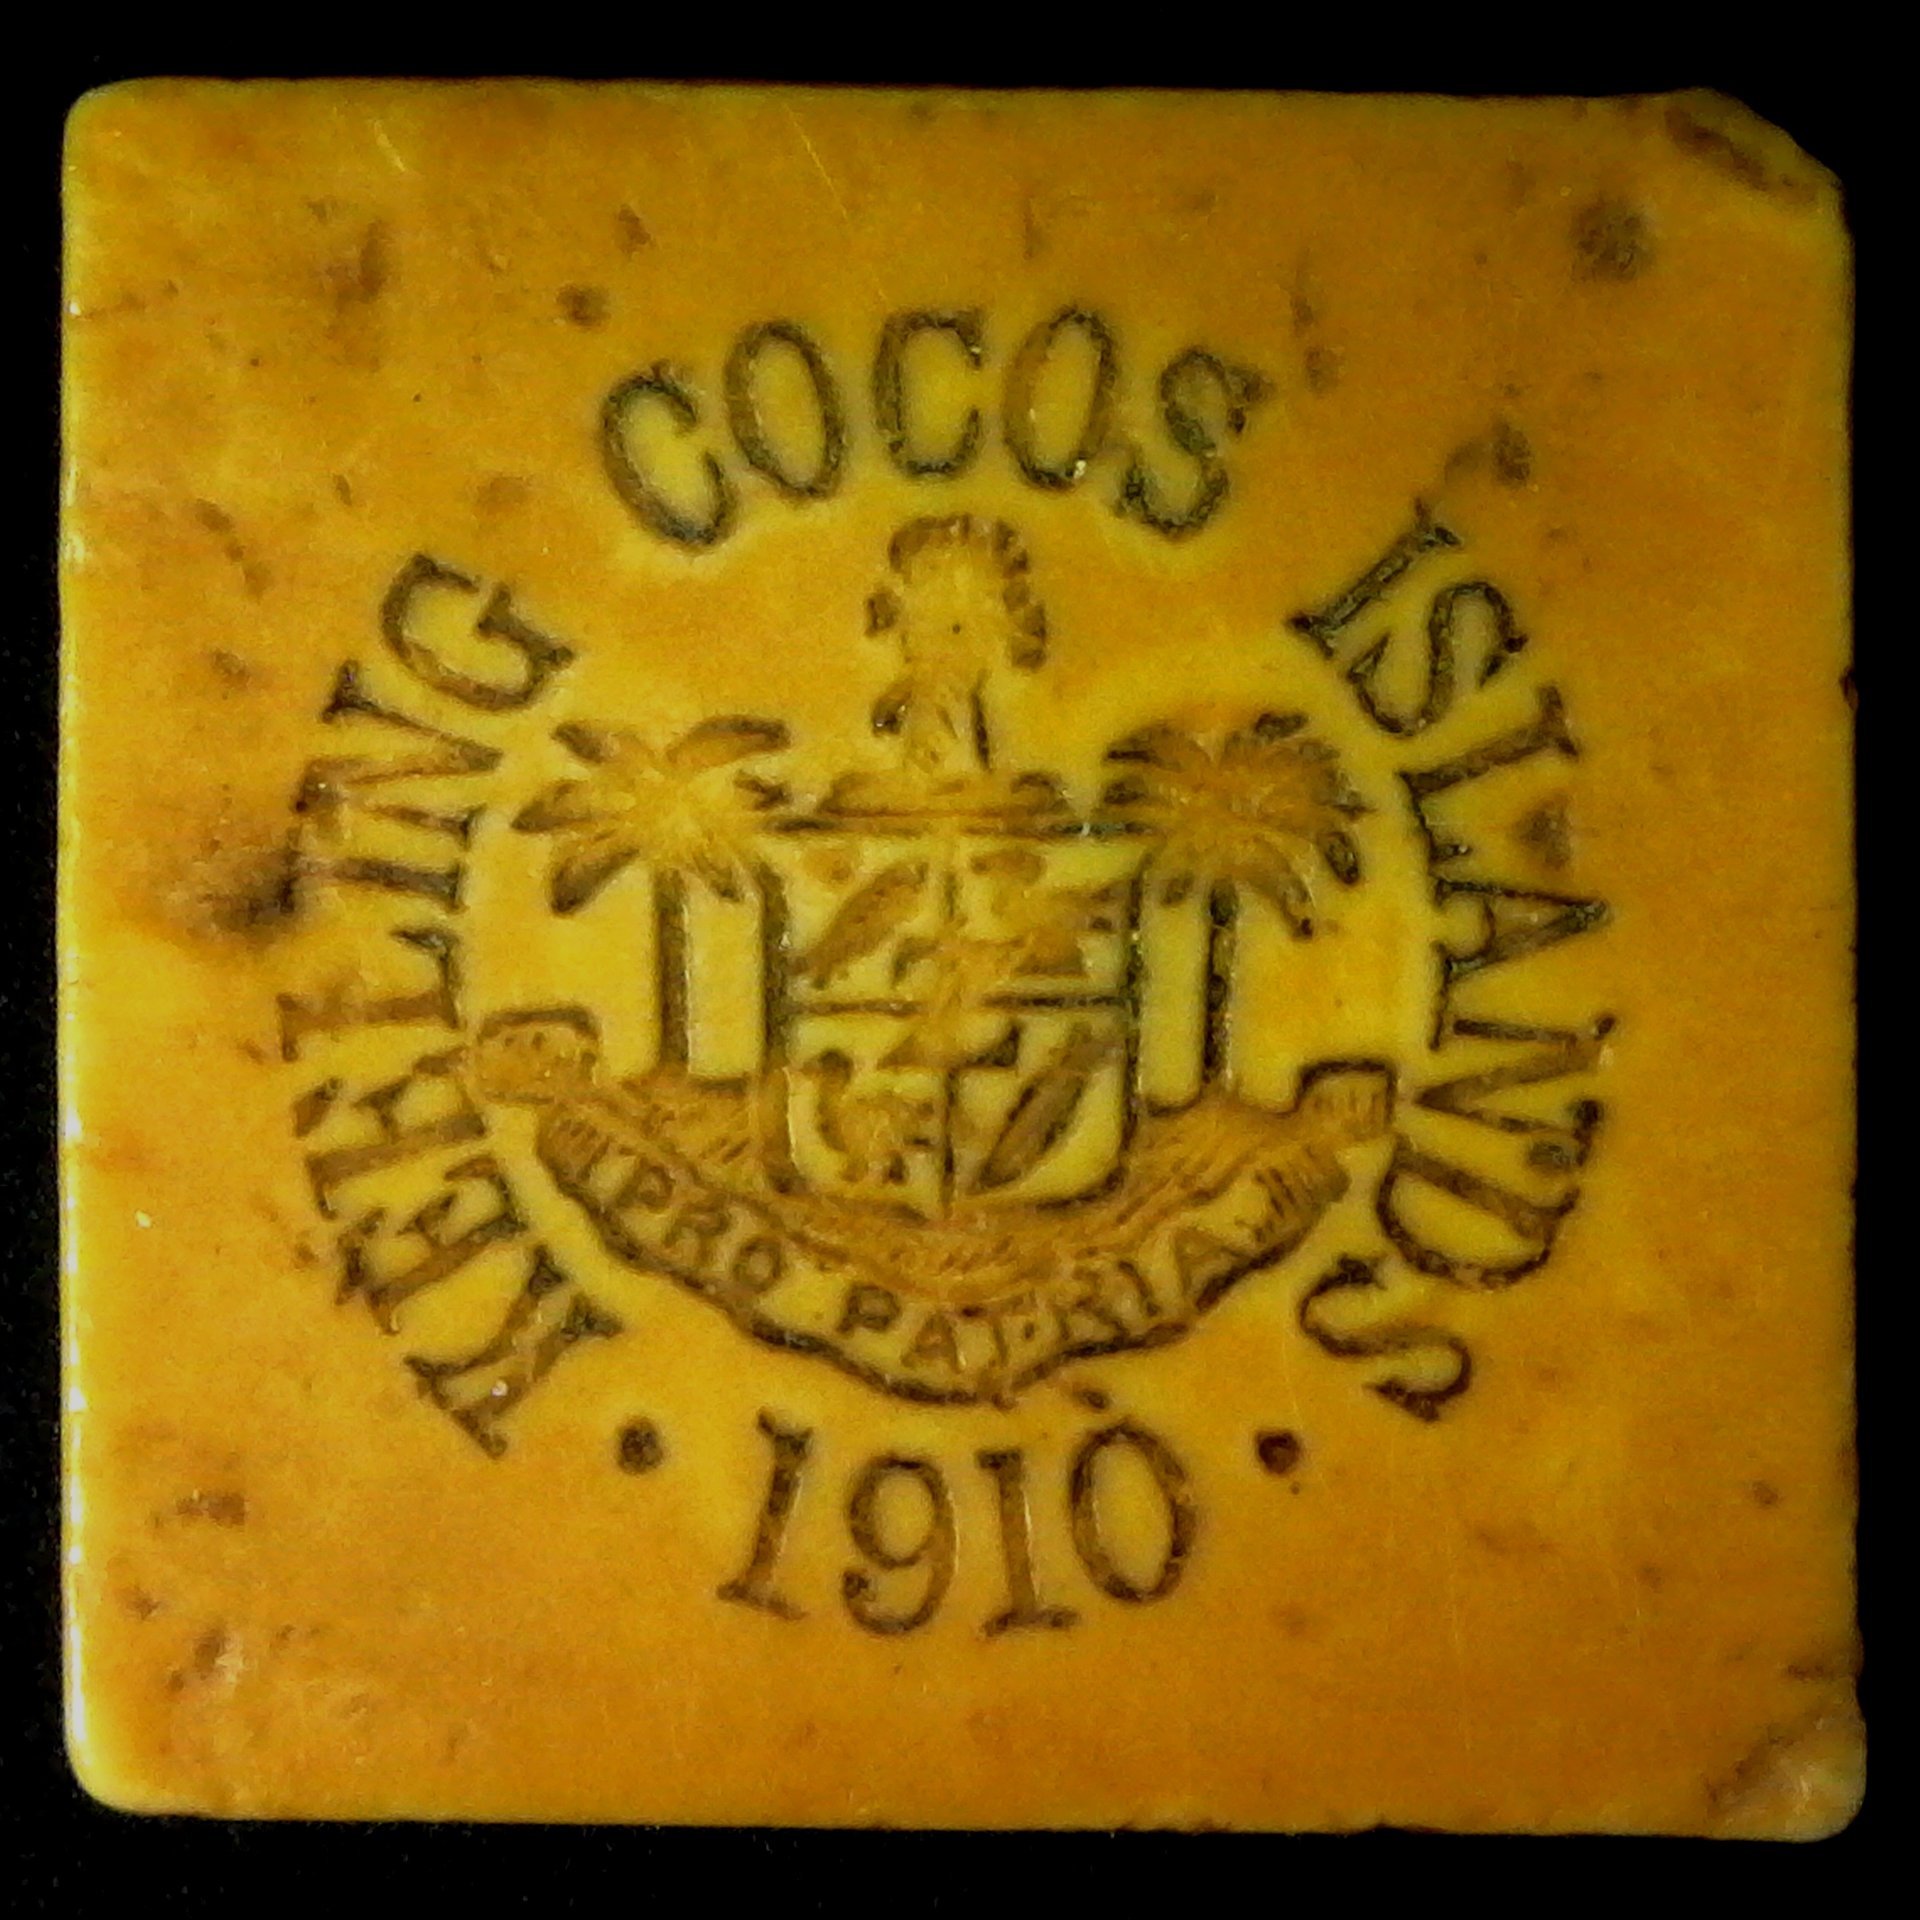 KEELING COCOS ISLANDS
PRO PATRIA
• 1910 •